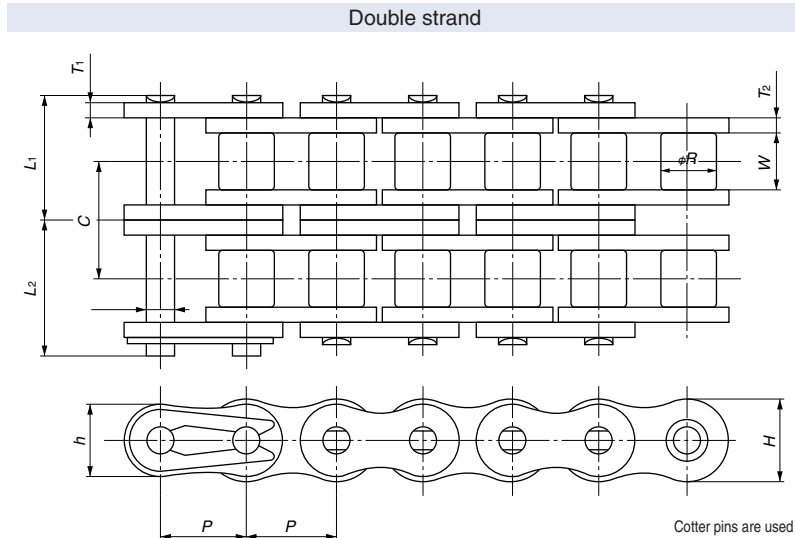 Double strand
T1
T2
L1
φR
W
C
L2
h
H
P
P
Cotter pins are used